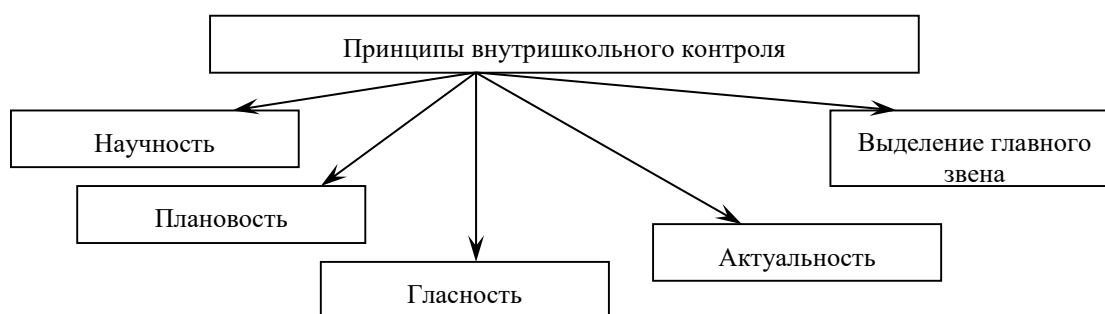 Принципы внутришкольного контроля
Научность
Выделение главного
звена
Плановость
Актуальность
Гласность